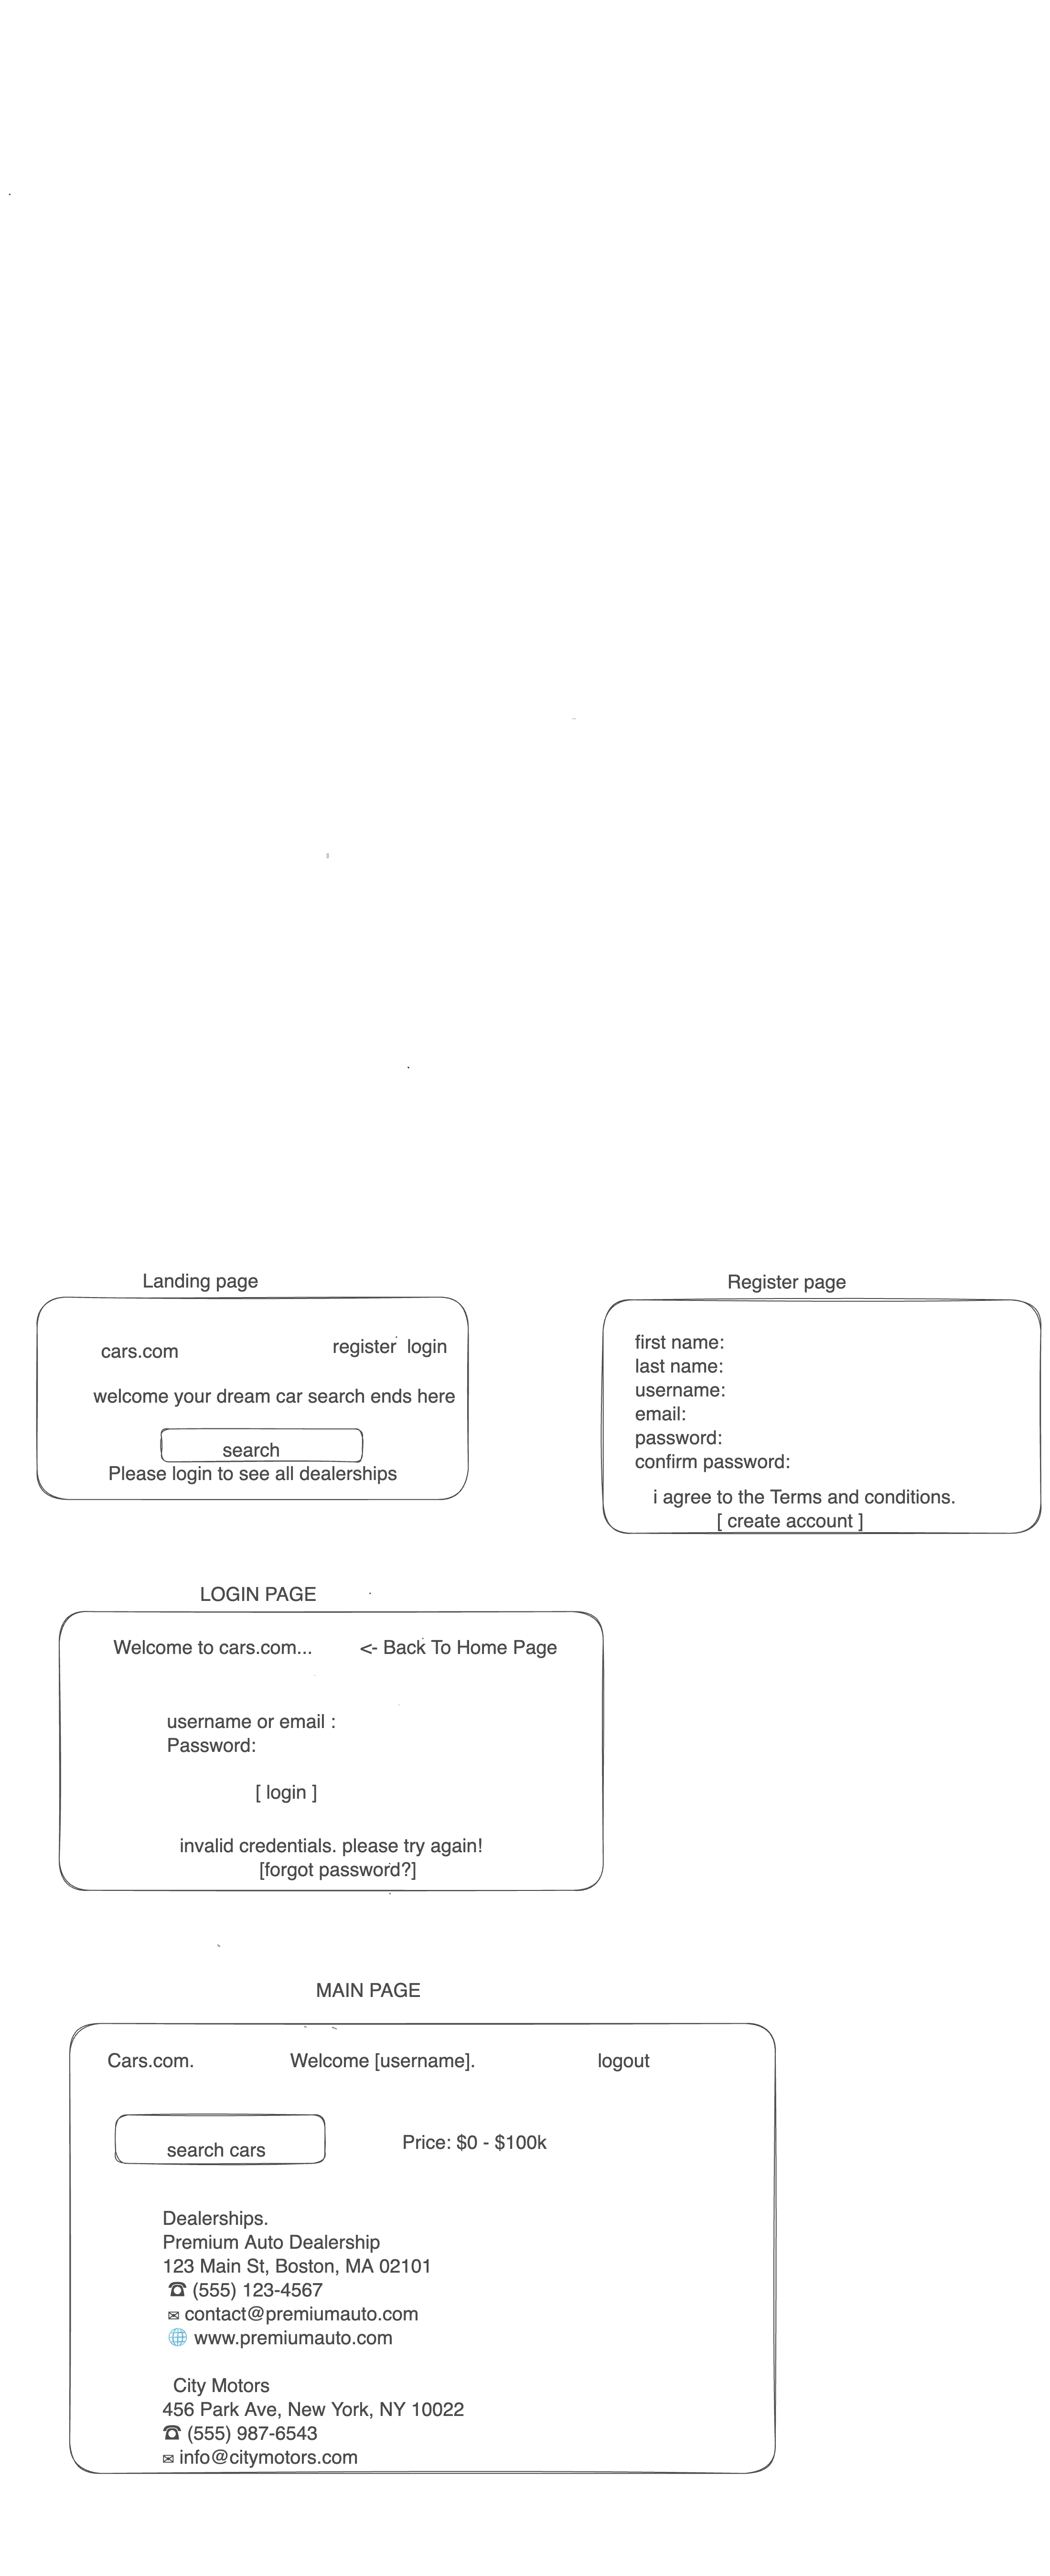 Landing page
cars.com
register login
welcome your dream car search ends here
search
Please login to see all dealerships
Register page
first name:
last name:
username:
email:
password:
confirm password:
i agree to the Terms and conditions.
[ create account ]
LOGIN PAGE
Welcome to cars.com...
<- Back To Home Page
username or email :
Password:
[ login ]
invalid credentials. please try again!
[forgot password?]
MAIN PAGE
Cars.com.
Welcome [username].
logout
search cars
Price: $0 - $100k
Dealerships.
Premium Auto Dealership
123 Main St, Boston, MA 02101
☎ (555) 123-4567
✉ contact@premiumauto.com
🌐 www.premiumauto.com
City Motors
456 Park Ave, New York, NY 10022
☎ (555) 987-6543
✉ info@citymotors.com